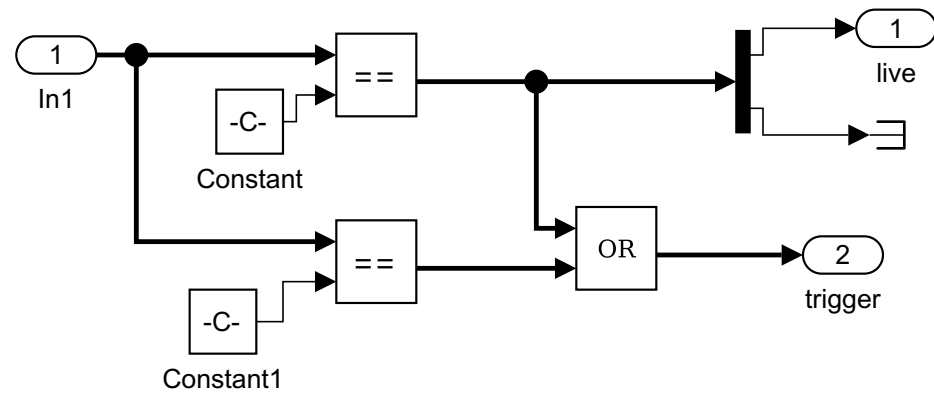 1
In1
==
-C-
Constant
1
live
==
-C-
Constant1
OR
2
trigger